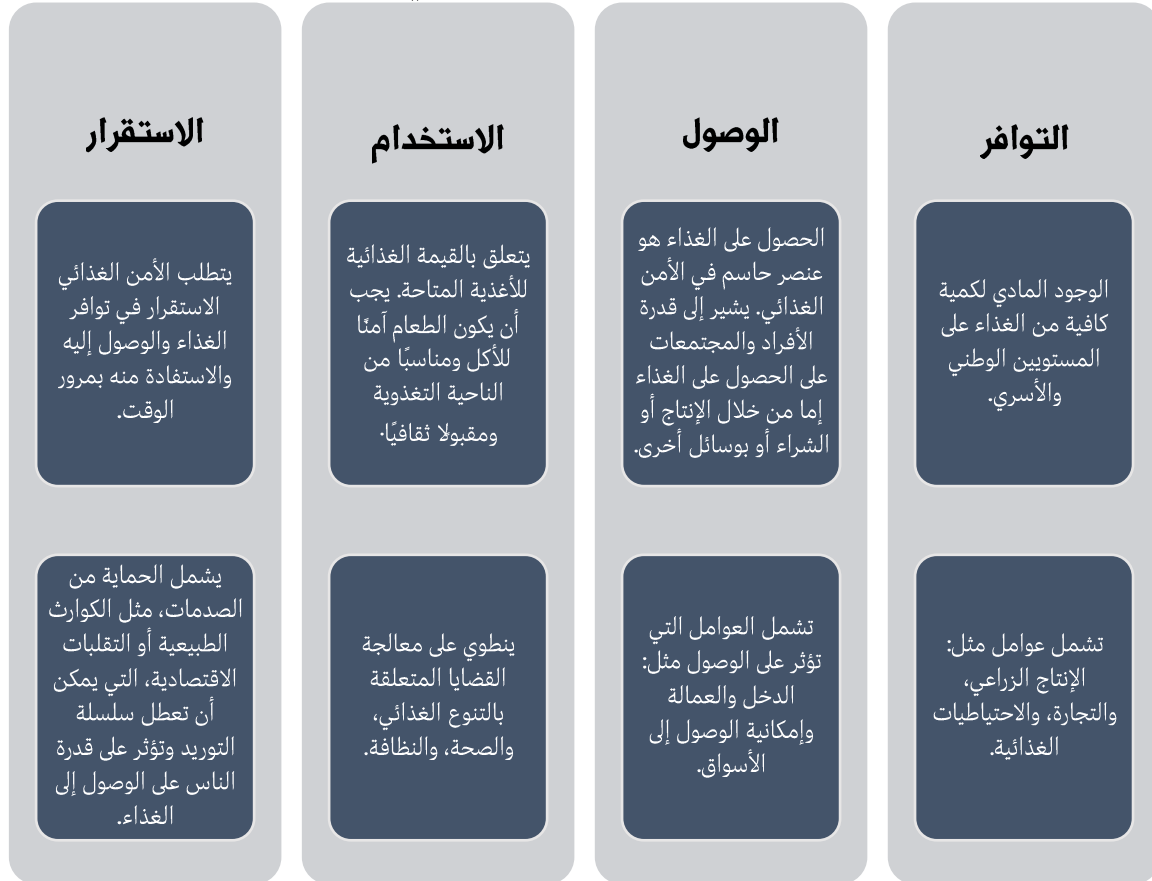 التوافر
الوجود المادي لكمية
كافية من الغذاء على
المستويين الوطني
والأسري.
تشمل عوامل مثل:
الإنتاج الزراعي،
والتجارة، والاحتياطيات
الغذائية.
الوصول
الحصول على الغذاء هو
عنصر حاسم في الأمن
الغذائي. يشير إلى قدرة
الأفراد والمجتمعات
على الحصول على الغذاء
إما من خلال الإنتاج أو
الشراء أو بوسائل أخرى.
تشمل العوامل التي
تؤثر على الوصول مثل:
الدخل والعمالة
وإمكانية الوصول إلى
الأسواق.
الاستخدام
يتعلق بالقيمة الغذائية
للأغذية المتاحة. يجب
أن يكون الطعام آمنًا
للأكل ومناسبًا من
الناحية التغذوية
ومقبولا ثقافيًا.
ينطوي على معالجة
القضايا المتعلقة
بالتنوع الغذائي،
والصحة، والنظافة.
الاستقرار
يتطلب الأمن الغذائي
الاستقرار في توافر
الغذاء والوصول إليه
والاستفادة منه بمرور
الوقت.
يشمل الحماية من
الصدمات، مثل الكوارث
الطبيعية أو التقلبات
الاقتصادية، التي يمكن
أن تعطل سلسلة
التوريد وتؤثر على قدرة
الناس على الوصول إلى
الغذاء.